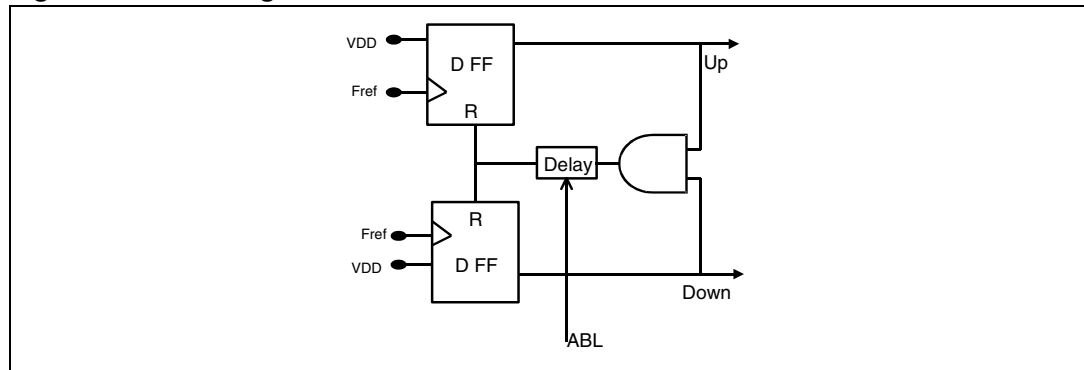 VDD
D FF
Up
Fref
R
Delay
R
Fref
D FF
VDD
Down
ABL